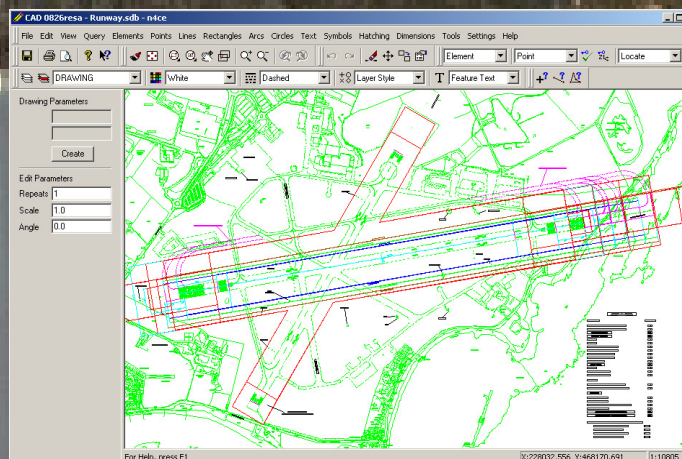 CAD 0826resa - Runway.sdb - n4ce
File Edit View Query Elements Points Lines Rectangles Arcs Circles Text Symbols Hatching Dimensions Tools Settings Help
Element Point Locate
DRAWING White Dashed Layer Style T Feature Text
Drawing Parameters
Create
Edit Parameters
Repeats 1
Scale 1.0
Angle 0.0
For Help, press F1
X:228032.556 Y:468170.691 1:10805